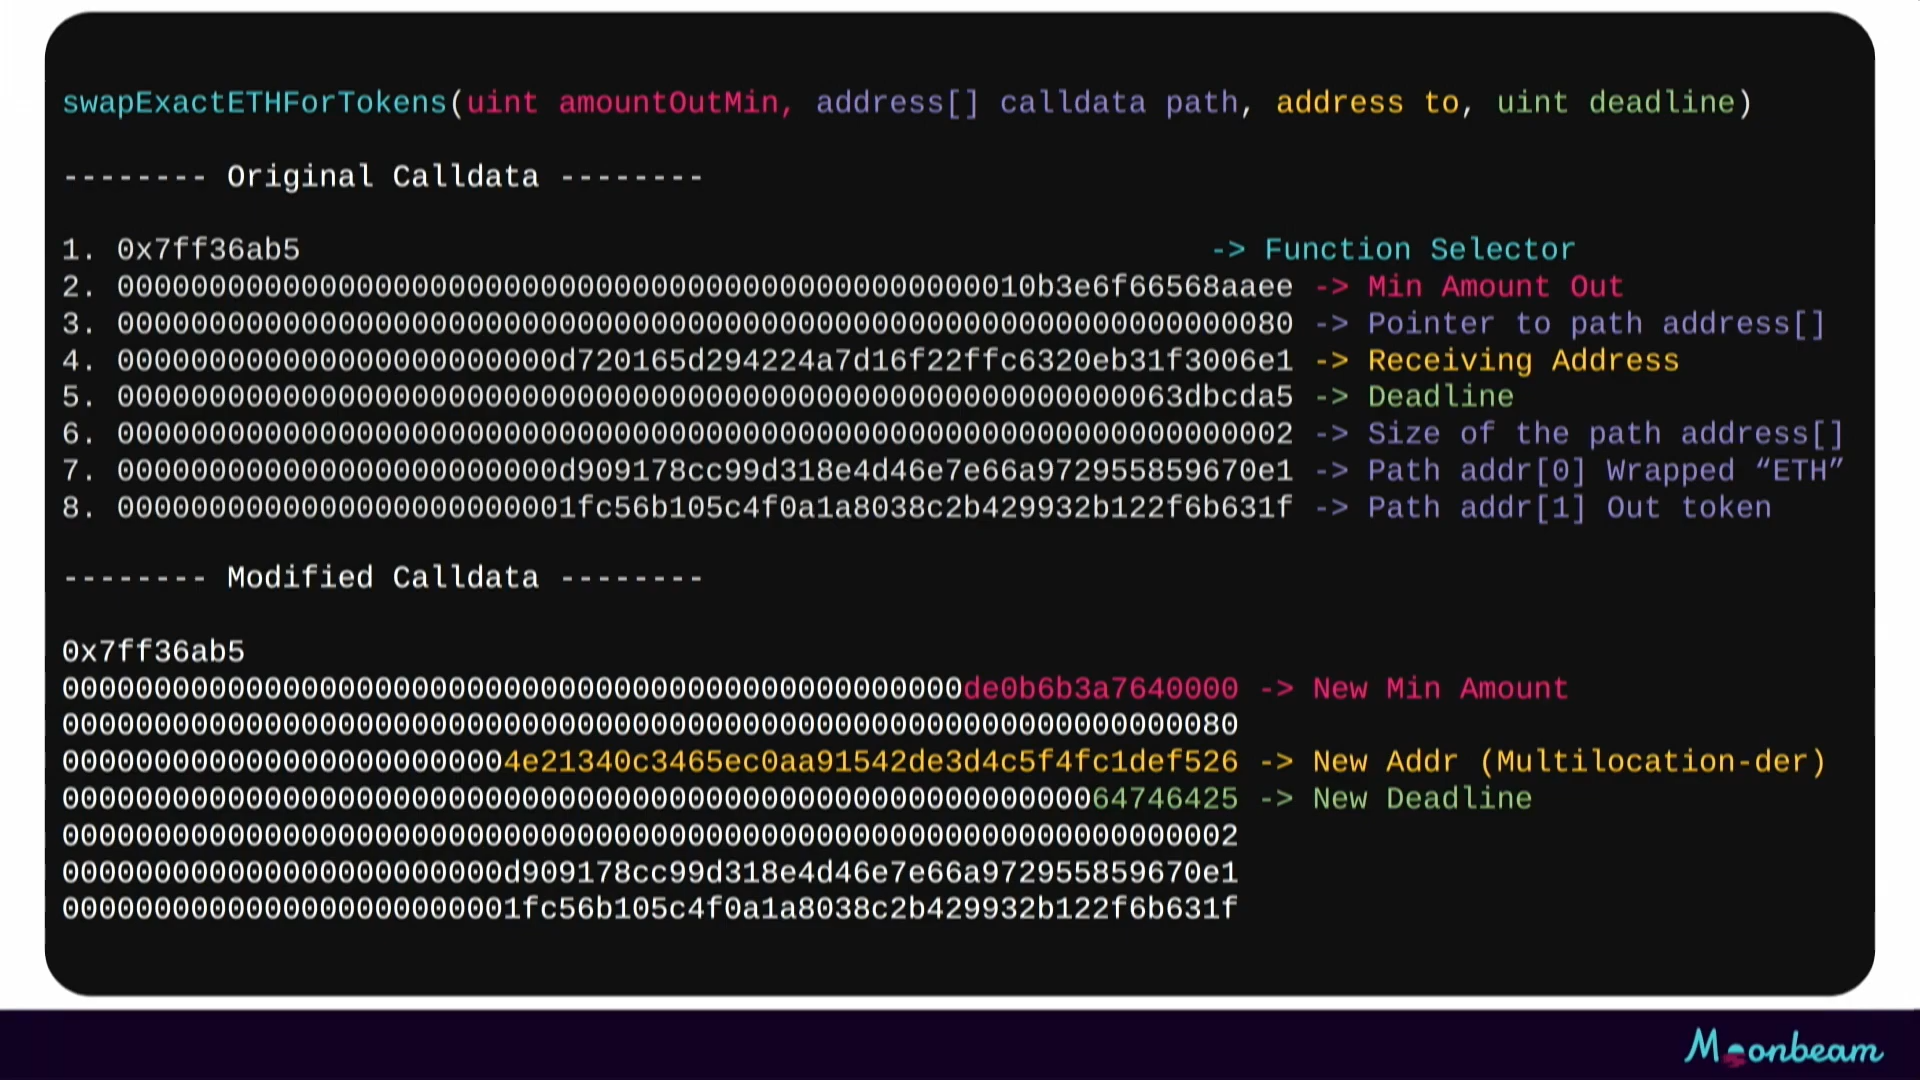 swapExactETHForTokens(uint amountOutMin, address[] calldata path, address to, uint deadline)
-------- Original Calldata --------
1. 0x7ff36ab5 -> Function Selector
2. 00000000000000000000000000000000000000000000000010b3e6f66568aaee -> Min Amount Out
3. 0000000000000000000000000000000000000000000000000000000000000080 -> Pointer to path address[]
4. 000000000000000000000000d720165d294224a7d16f22ffc6320eb31f3006e1 -> Receiving Address
5. 0000000000000000000000000000000000000000000000000000000063dbcda5 -> Deadline
6. 0000000000000000000000000000000000000000000000000000000000000002 -> Size of the path address[]
7. 000000000000000000000000d909178cc99d318e4d46e7e66a972955859670e1 -> Path addr[0] Wrapped “ETH”
8. 0000000000000000000000001fc56b105c4f0a1a8038c2b429932b122f6b631f -> Path addr[1] Out token
-------- Modified Calldata --------
0x7ff36ab5
0000000000000000000000000000000000000000000000000de0b6b3a7640000 -> New Min Amount
0000000000000000000000000000000000000000000000000000000000000080
0000000000000000000000004e21340c3465ec0aa91542de3d4c5f4fc1def526 -> New Addr (Multilocation-der)
0000000000000000000000000000000000000000000000000000000064746425 -> New Deadline
0000000000000000000000000000000000000000000000000000000000000002
000000000000000000000000d909178cc99d318e4d46e7e66a972955859670e1
0000000000000000000000001fc56b105c4f0a1a8038c2b429932b122f6b631f
Moonbeam